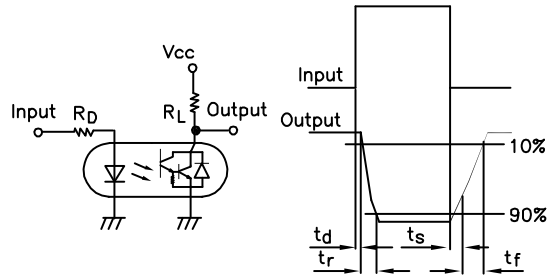 Vcc
Input RD RL Output
Input
Output
10%
90%
td ts
tr tf